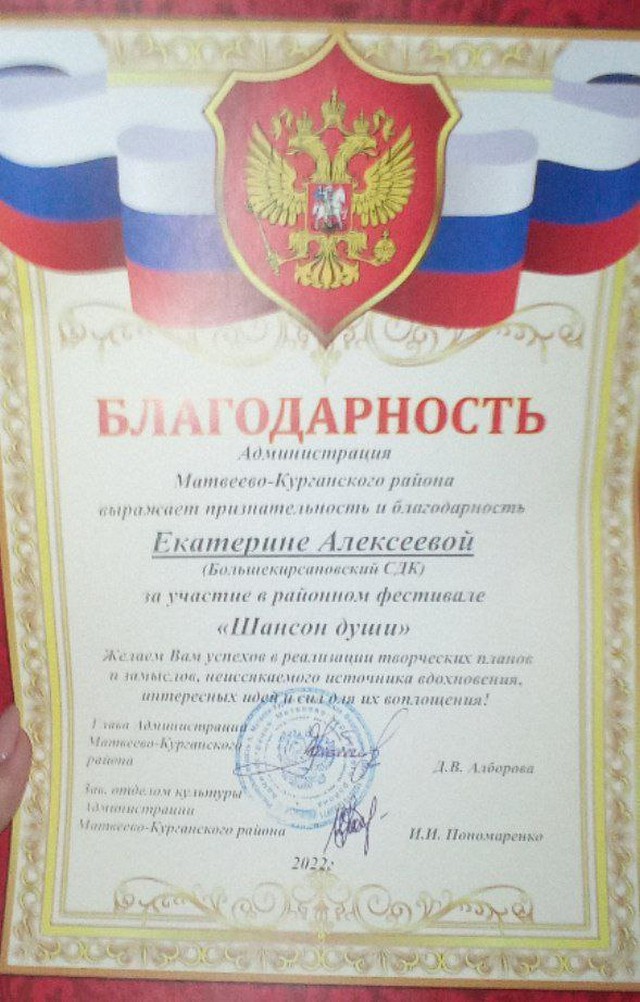 БЛАГОДАРНОСТЬ
Администрация
Матвеево-Курганского района
выражает признательность и благодарность
Екатерине Алексеевой
(Большекирсановский СДК)
за участие в районном фестивале
«Шансон души»
Желаем Вам успехов в реализации творческих планов
и замыслов, неиссякаемого источника вдохновения,
интересных идей и сил для их воплощения!
Глава Администрации
Матвеево-Курганского
района
Д.В. Алборова
Зав. отделом культуры
Администрации
Матвеево-Курганского района
И.И. Пономаренко
2022г